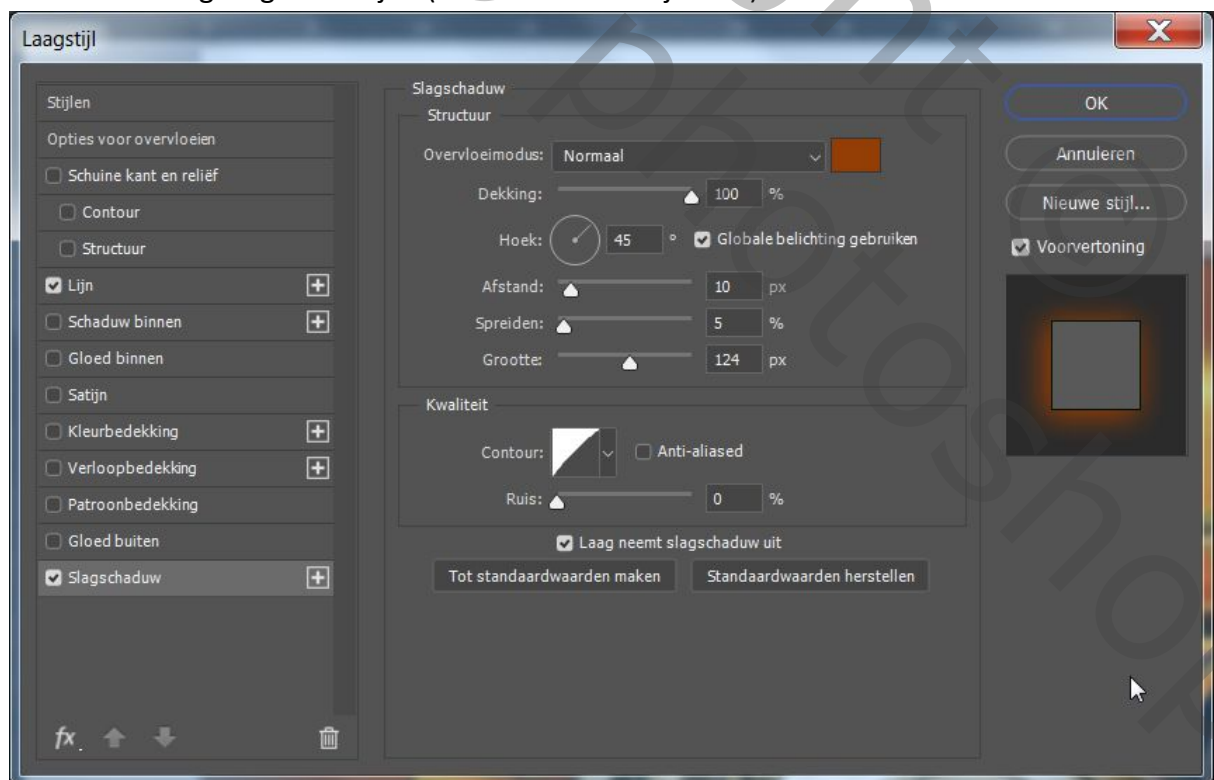 Laagstijl
Stijlen
Opties voor overvloeien
Schuine kant en reliëf
Contour
Structuur
Lijn
Schaduw binnen
Gloed binnen
Satijn
Kleurbedekking
Verloopbedekking
Patroonbedekking
Gloed buiten
Slagschaduw
fx
Slagschaduw
Structuur
Overvloeimodus: Normaal
Dekking: 100 %
Hoek: 45 ° Globale belichting gebruiken
Afstand: 10 px
Spreiden: 5 %
Grootte: 124 px
Kwaliteit
Contour: Anti-aliased
Ruis: 0 %
Laag neemt slagschaduw uit
Tot standaardwaarden maken Standaardwaarden herstellen
OK
Annuleren
Nieuwe stijl...
Voorvertoning
photoshop
©